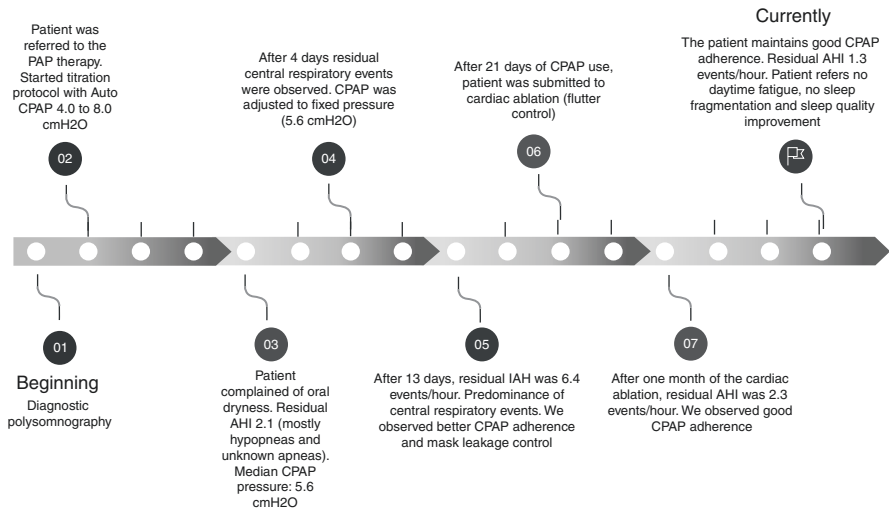 Patient was
referred to the
PAP therapy.
Started titration
protocol with Auto
CPAP 4.0 to 8.0
cmH2O
02
After 4 days residual
central respiratory events
were observed. CPAP was
adjusted to fixed pressure
(5.6 cmH2O)
04
After 21 days of CPAP use,
patient was submitted to
cardiac ablation (flutter
control)
06
Currently
The patient maintains good CPAP
adherence. Residual AHI 1.3
events/hour. Patient refers no
daytime fatigue, no sleep
fragmentation and sleep quality
improvement
01
Beginning
Diagnostic
polysomnography
03
Patient
complained of oral
dryness. Residual
AHI 2.1 (mostly
hypopneas and
unknown apneas).
Median CPAP
pressure: 5.6
cmH2O
05
After 13 days, residual IAH was 6.4
events/hour. Predominance of
central respiratory events. We
observed better CPAP adherence
and mask leakage control
07
After one month of the cardiac
ablation, residual AHI was 2.3
events/hour. We observed good
CPAP adherence